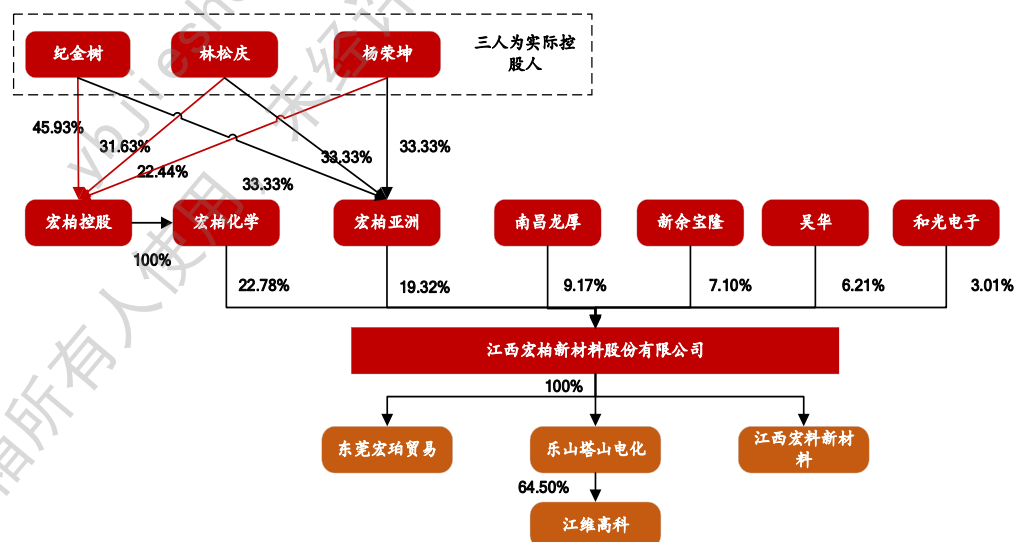 纪金树
林松庆
杨荣坤
三人为实际控
股人
45.93%
31.63%
22.44%
33.33%
33.33%
33.33%
宏柏控股
宏柏化学
宏柏亚洲
南昌龙厚
新余宝隆
吴华
和光电子
100%
22.78%
19.32%
9.17%
7.10%
6.21%
3.01%
江西宏柏新材料股份有限公司
100%
东莞宏珀贸易
乐山塔山电化
江西宏料新材
料
64.50%
江维高科